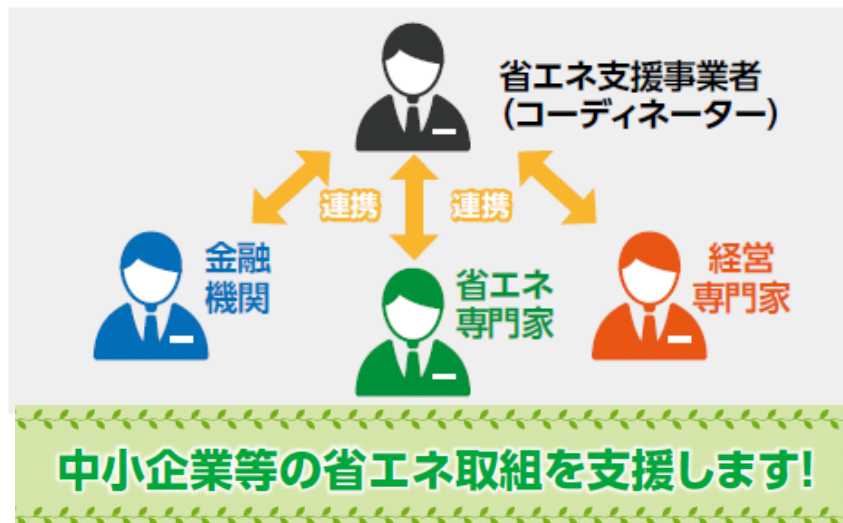 省エネ支援事業者
(コーディネーター)
連携
連携
金融
機関
省エネ
専門家
経営
専門家
中小企業等の省エネ取組を支援します!